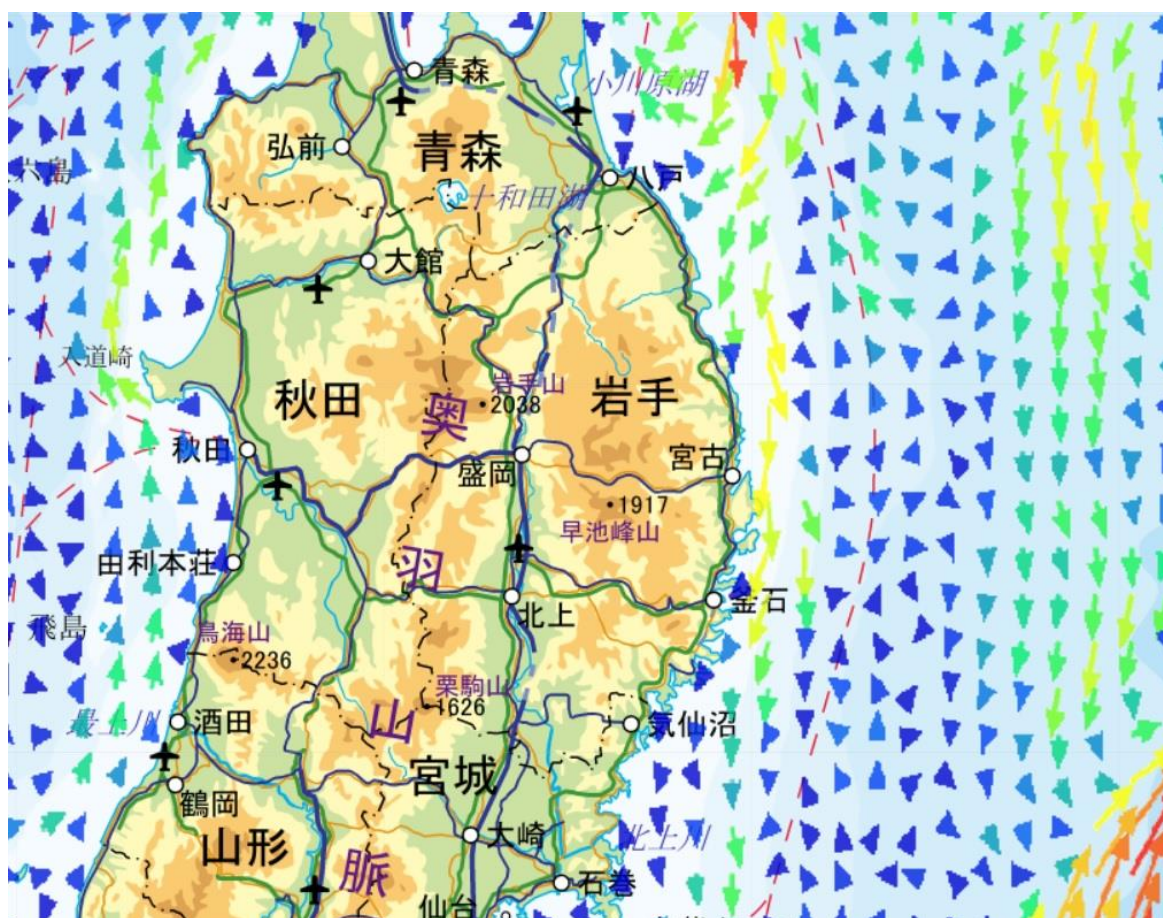 青森
小川原湖
弘前
青森
八戸
十和田湖
大館
入道崎
岩手山
2038
秋田
奥
岩手
秋田
盛岡
宮古
1917
早池峰山
由利本荘
羽
北上
釜石
飛島
鳥海山
2236
栗駒山
1626
山
最上川
酒田
気仙沼
宮城
鶴岡
山形
大崎
北上川
脈
石巻
仙台